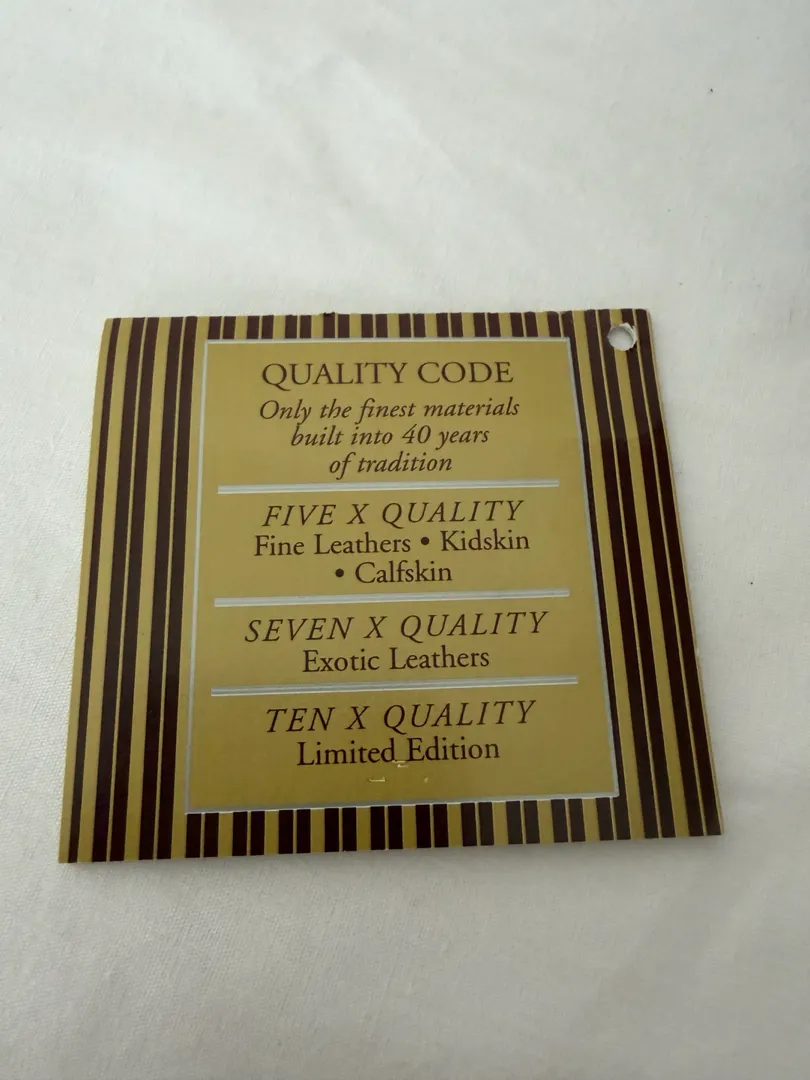 QUALITY CODE
Only the finest materials
built into 40 years
of tradition
FIVE X QUALITY
Fine Leathers • Kidskin
• Calfskin
SEVEN X QUALITY
Exotic Leathers
TEN X QUALITY
Limited Edition